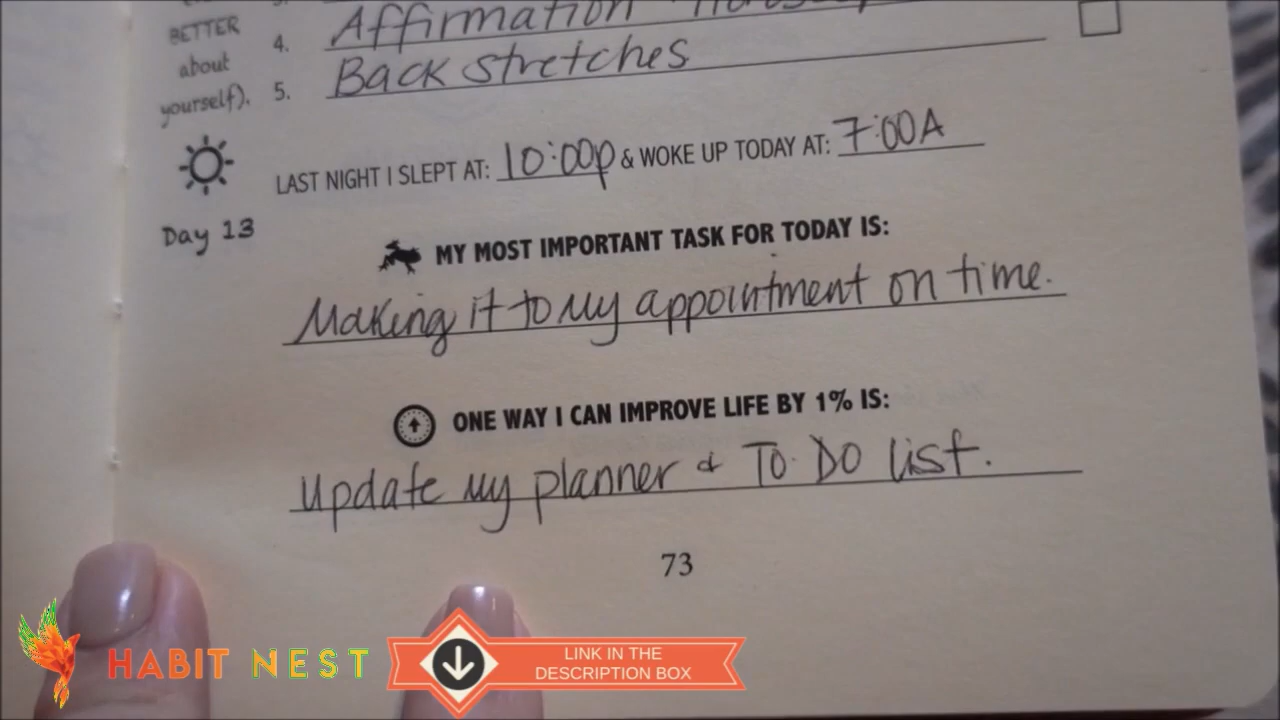 BETTER
about
yourself).
4. Affirmation
5. Back stretches
LAST NIGHT I SLEPT AT: 10:00p & WOKE UP TODAY AT: 7:00A
Day 13
MY MOST IMPORTANT TASK FOR TODAY IS:
Making it to my appointment on time.
ONE WAY I CAN IMPROVE LIFE BY 1% IS:
Update my planner & To Do list.
73
HABIT NEST
LINK IN THE
DESCRIPTION BOX